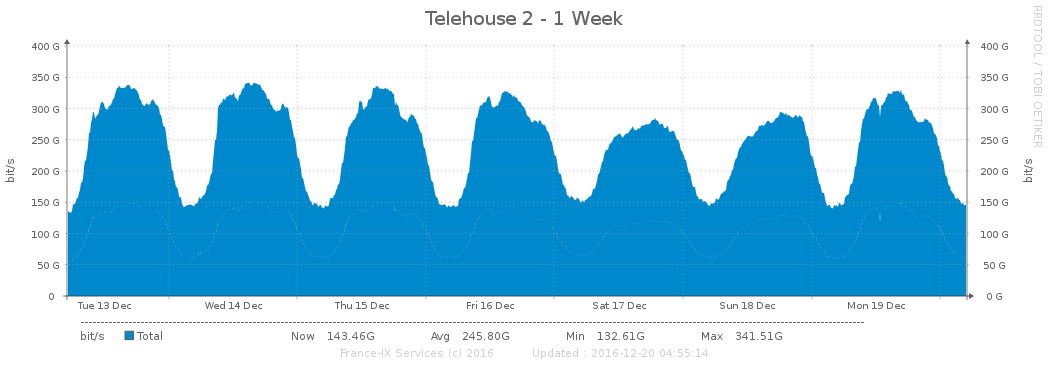 Telehouse 2 - 1 Week
RRDTOOL / TOBI OETIKER
400 G 400 G
350 G 350 G
300 G 300 G
250 G 250 G
200 G 200 G
150 G 150 G
100 G 100 G
50 G 50 G
0 0 G
bit/s bit/s
Tue 13 Dec Wed 14 Dec Thu 15 Dec Fri 16 Dec Sat 17 Dec Sun 18 Dec Mon 19 Dec
bit/s Total Now 143.46G Avg 245.80G Min 132.61G Max 341.51G
France-IX Services (c) 2016 Updated : 2016-12-20 04:55:14